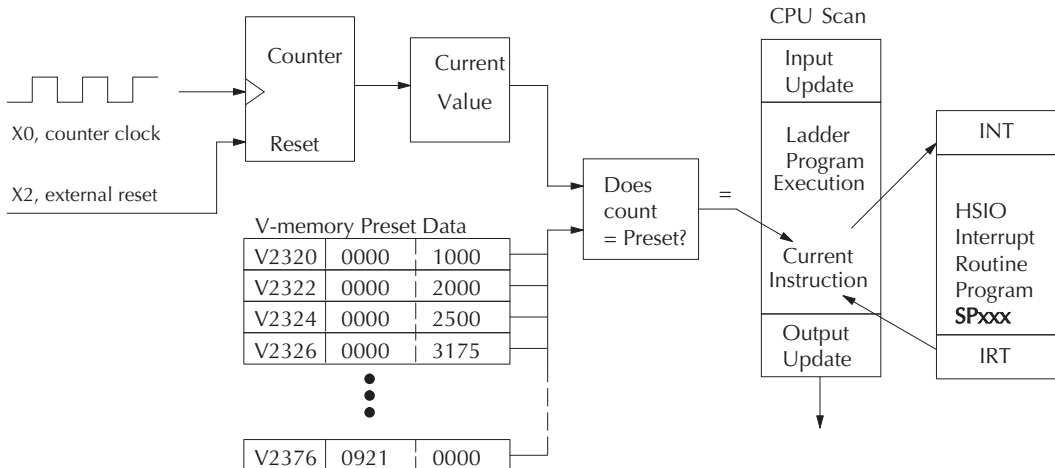 CPU Scan
Counter
Reset
Current
Value
X0, counter clock
X2, external reset
V-memory Preset Data
V2320 0000 1000
V2322 0000 2000
V2324 0000 2500
V2326 0000 3175
V2376 0921 0000
Does
count
= Preset?
=
Input
Update
Ladder
Program
Execution
Current
Instruction
Output
Update
INT
HSIO
Interrupt
Routine
Program
SPxxx
IRT